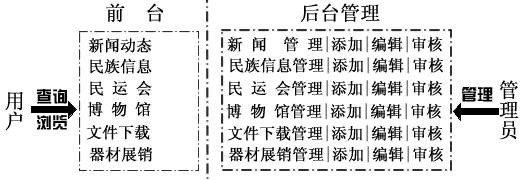 前 台
后台管理
新闻动态
民族信息
民 运 会
博 物 馆
文件下载
器材展销
新 闻 管 理|添加|编辑|审核
民族信息管理|添加|编辑|审核
民 运 会管理|添加|编辑|审核
博 物 馆管理|添加|编辑|审核
文件下载管理|添加|编辑|审核
器材展销管理|添加|编辑|审核
用户
查询
浏览
管理
管理员